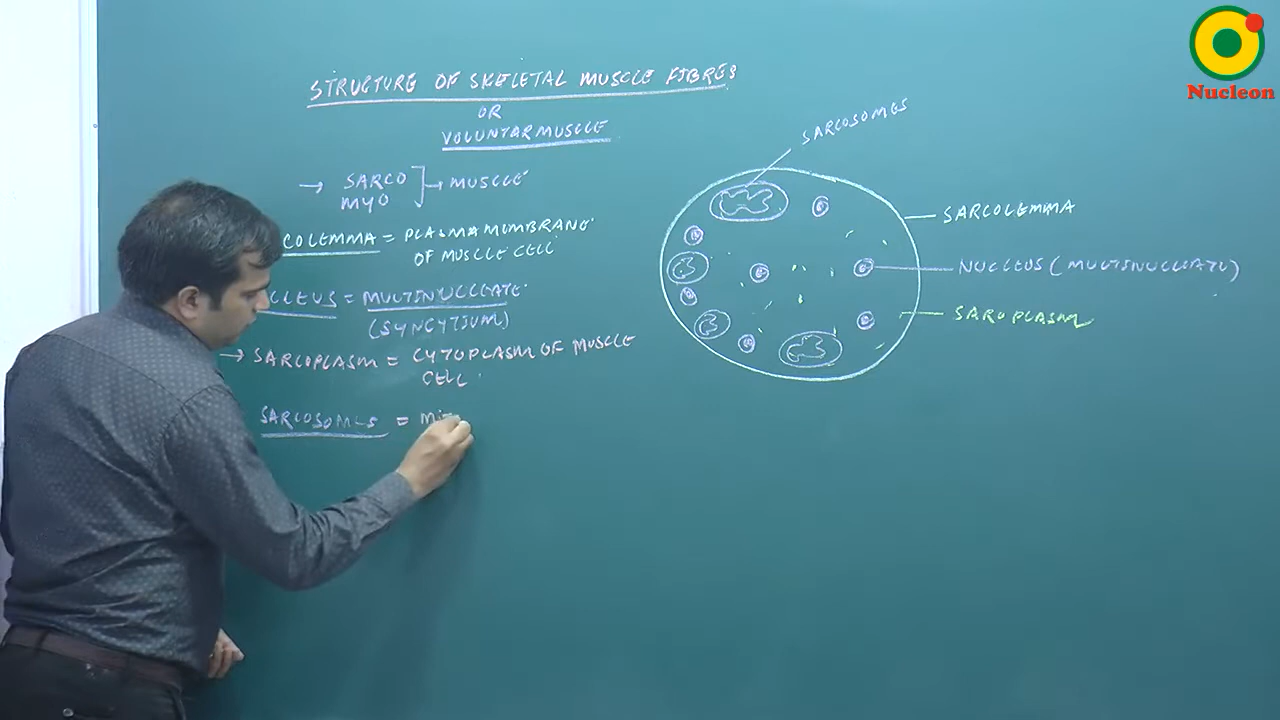 STRUCTURE OF SKELETAL MUSCLE FIBRES
OR
VOLUNTARMUSCLE
→ SARCO
MYO
→ MUSCLE
COLEMMA = PLASMAMEMBRANE
OF MUSCLE CELL
CLEUS = MULTINUCLEATE
(SYNCYTIUM)
→ SARCOPLASM = CYTOPLASM OF MUSCLE
CELL.
SARCOSOMES = MIT
SARCOSOMES
SARCOLEMMA
NUCLEUS (MULTINUCLEATE)
SAROPLASM
Nucleon